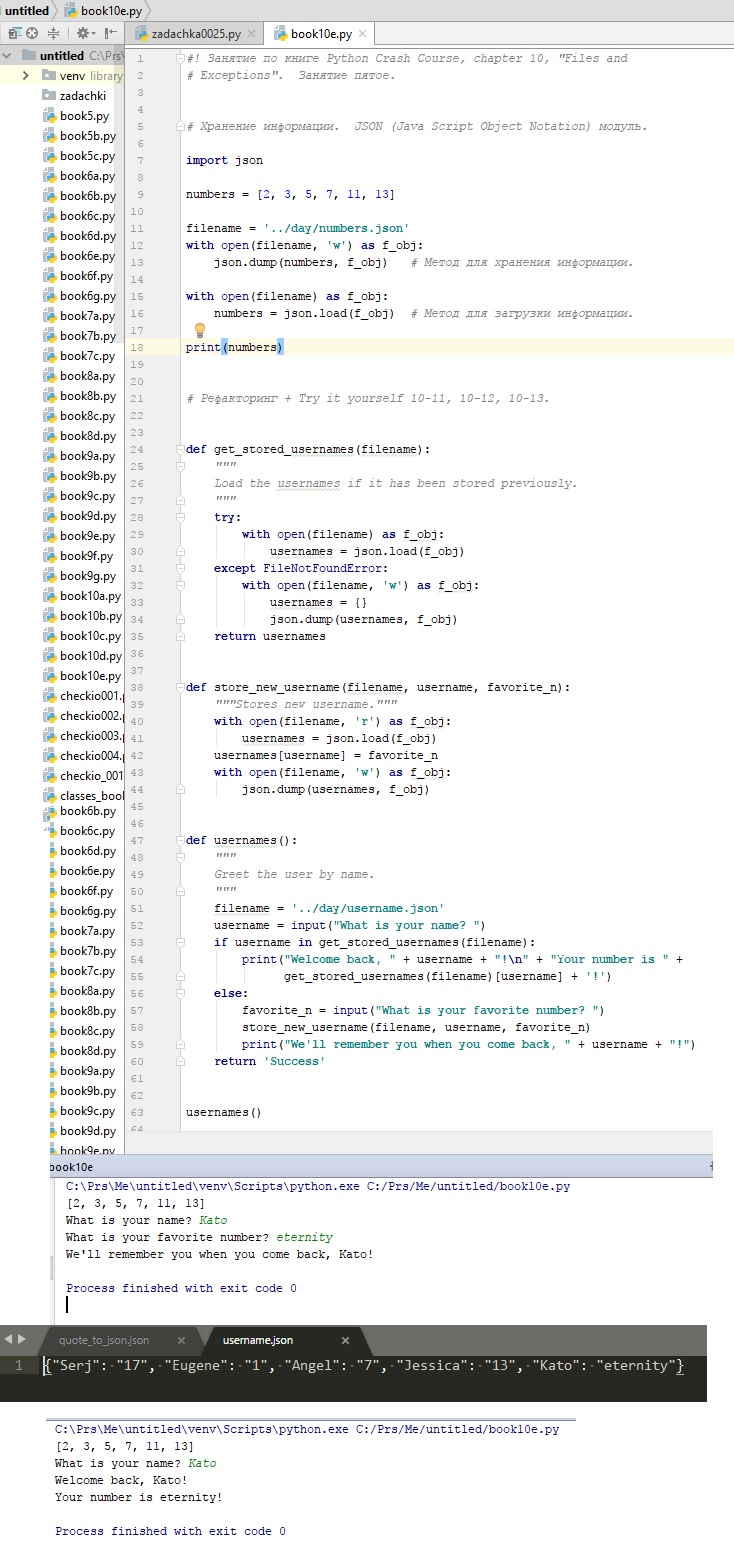 untitled book10e.py
zadachka0025.py book10e.py
untitled C:\Prs\
venv library
zadachki
book5.py
book5b.py
book5c.py
book6a.py
book6b.py
book6c.py
book6d.py
book6e.py
book6f.py
book6g.py
book7a.py
book7b.py
book7c.py
book8a.py
book8b.py
book8c.py
book8d.py
book9a.py
book9b.py
book9c.py
book9d.py
book9e.py
book9f.py
book9g.py
book10a.py
book10b.py
book10c.py
book10d.py
book10e.py
checkio001.
checkio002.
checkio003.
checkio004.
checkio_001
classes_bool
book6b.py
book6c.py
book6d.py
book6e.py
book6f.py
book6g.py
book7a.py
book7b.py
book7c.py
book8a.py
book8b.py
book8c.py
book8d.py
book9a.py
book9b.py
book9c.py
book9d.py
book9e.py
1 #! Занятие по книге Python Crash Course, chapter 10, "Files and
2 # Exceptions".  Занятие пятое.
3
4
5 # Хранение информации.  JSON (Java Script Object Notation) модуль.
6
7 import json
8
9 numbers = [2, 3, 5, 7, 11, 13]
10
11 filename = '../day/numbers.json'
12 with open(filename, 'w') as f_obj:
13     json.dump(numbers, f_obj)   # Метод для хранения информации.
14
15 with open(filename) as f_obj:
16     numbers = json.load(f_obj)  # Метод для загрузки информации.
17
18 print(numbers)
19
20
21 # Рефакторинг + Try it yourself 10-11, 10-12, 10-13.
22
23
24 def get_stored_usernames(filename):
25     """
26     Load the usernames if it has been stored previously.
27     """
28     try:
29         with open(filename) as f_obj:
30             usernames = json.load(f_obj)
31     except FileNotFoundError:
32         with open(filename, 'w') as f_obj:
33             usernames = {}
34             json.dump(usernames, f_obj)
35     return usernames
36
37
38 def store_new_username(filename, username, favorite_n):
39     """Stores new username."""
40     with open(filename, 'r') as f_obj:
41         usernames = json.load(f_obj)
42     usernames[username] = favorite_n
43     with open(filename, 'w') as f_obj:
44         json.dump(usernames, f_obj)
45
46
47 def usernames():
48     """
49     Greet the user by name.
50     """
51     filename = '../day/username.json'
52     username = input("What is your name? ")
53     if username in get_stored_usernames(filename):
54         print("Welcome back, " + username + "!\n" + "Your number is " +
55               get_stored_usernames(filename)[username] + '!')
56     else:
57         favorite_n = input("What is your favorite number? ")
58         store_new_username(filename, username, favorite_n)
59         print("We'll remember you when you come back, " + username + "!")
60     return 'Success'
61
62
63 usernames()
64
book10e
C:\Prs\Me\untitled\venv\Scripts\python.exe C:/Prs/Me/untitled/book10e.py
[2, 3, 5, 7, 11, 13]
What is your name? Kato
What is your favorite number? eternity
We'll remember you when you come back, Kato!
Process finished with exit code 0
quote_to_json.json username.json
1 {"Serj": "17", "Eugene": "1", "Angel": "7", "Jessica": "13", "Kato": "eternity"}
C:\Prs\Me\untitled\venv\Scripts\python.exe C:/Prs/Me/untitled/book10e.py
[2, 3, 5, 7, 11, 13]
What is your name? Kato
Welcome back, Kato!
Your number is eternity!
Process finished with exit code 0